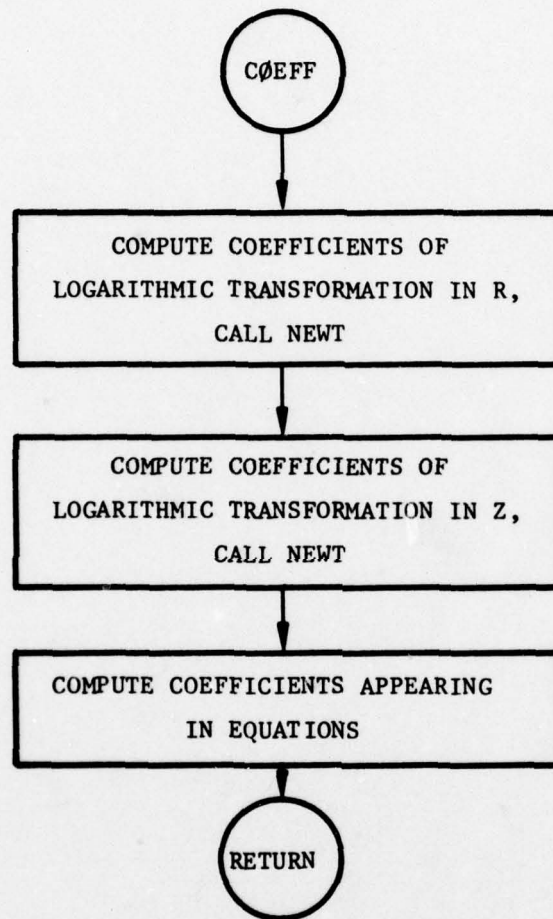 CØEFF
COMPUTE COEFFICIENTS OF
LOGARITHMIC TRANSFORMATION IN R,
CALL NEWT
COMPUTE COEFFICIENTS OF
LOGARITHMIC TRANSFORMATION IN Z,
CALL NEWT
COMPUTE COEFFICIENTS APPEARING
IN EQUATIONS
RETURN